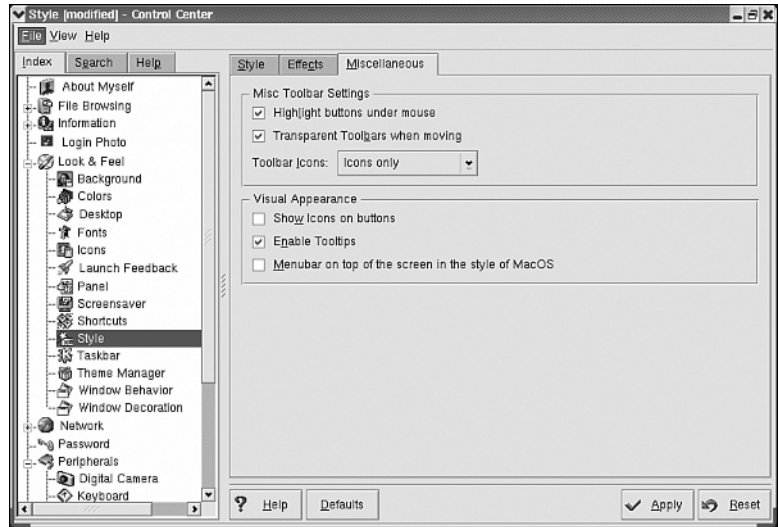 Style [modified] - Control Center
File View Help
Index Search Help
About Myself
File Browsing
Information
Login Photo
Look & Feel
Background
Colors
Desktop
Fonts
Icons
Launch Feedback
Panel
Screensaver
Shortcuts
Style
Taskbar
Theme Manager
Window Behavior
Window Decoration
Network
Password
Peripherals
Digital Camera
Keyboard
Style Effects Miscellaneous
Misc Toolbar Settings
Highlight buttons under mouse
Transparent Toolbars when moving
Toolbar Icons: Icons only
Visual Appearance
Show Icons on buttons
Enable Tooltips
Menubar on top of the screen in the style of MacOS
? Help Defaults Apply Reset